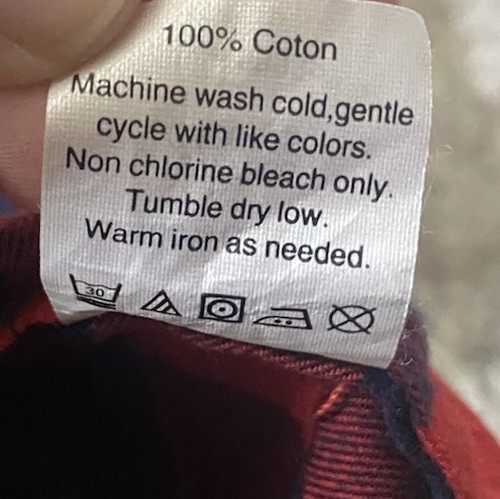 100% Coton
Machine wash cold,gentle
cycle with like colors.
Non chlorine bleach only.
Tumble dry low.
Warm iron as needed.
30